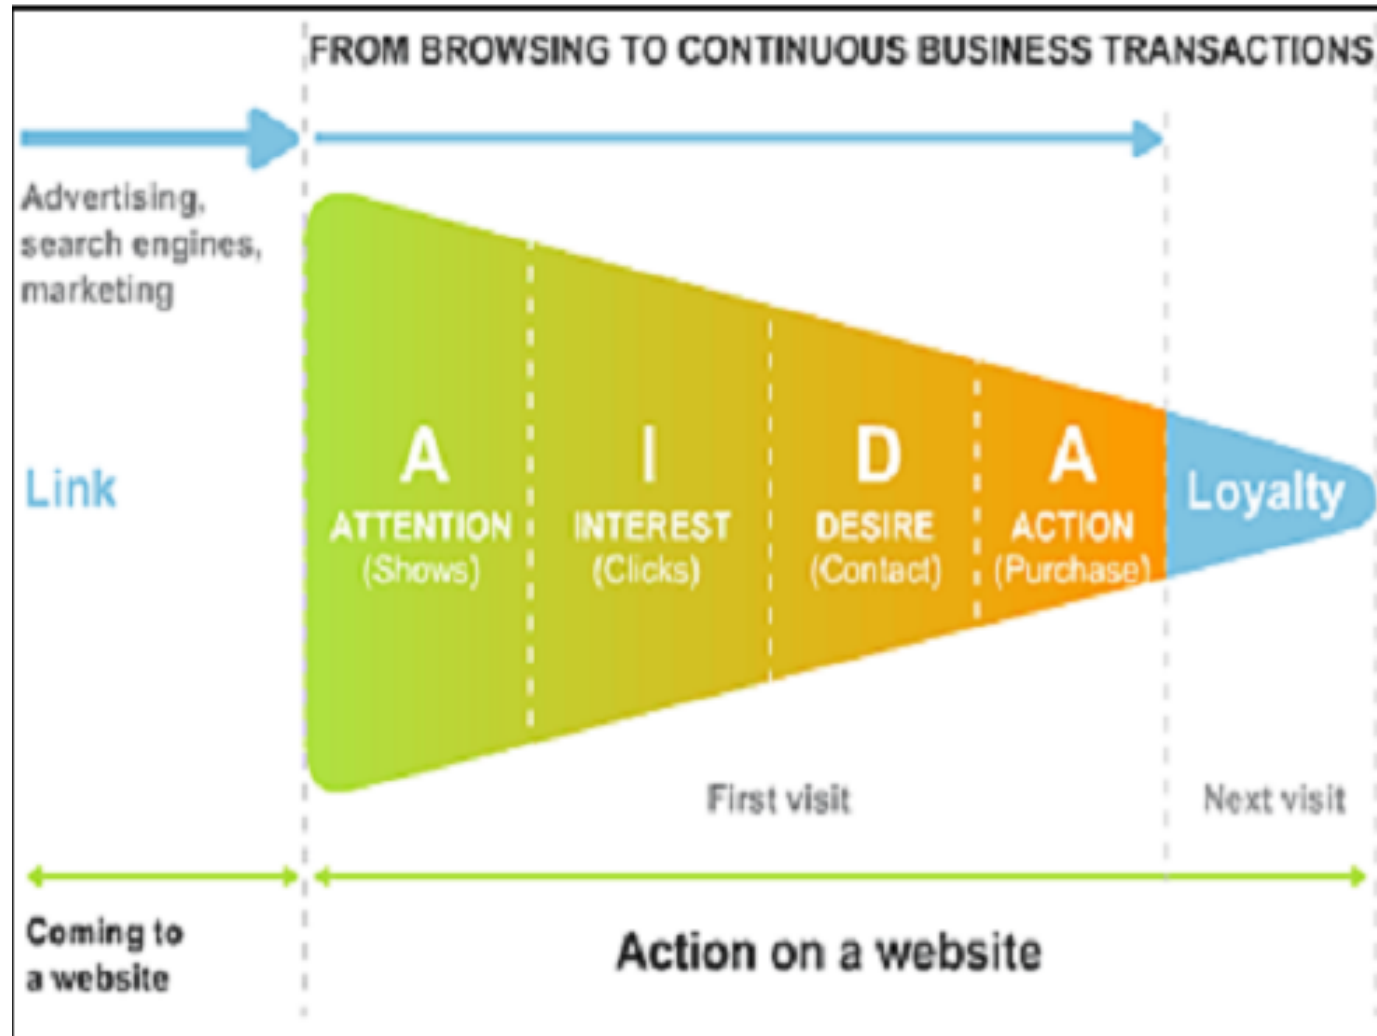 FROM BROWSING TO CONTINUOUS BUSINESS TRANSACTIONS
Advertising,
search engines,
marketing
Link
A
ATTENTION
(Shows)
I
INTEREST
(Clicks)
D
DESIRE
(Contact)
A
ACTION
(Purchase)
Loyalty
First visit
Next visit
Coming to
a website
Action on a website